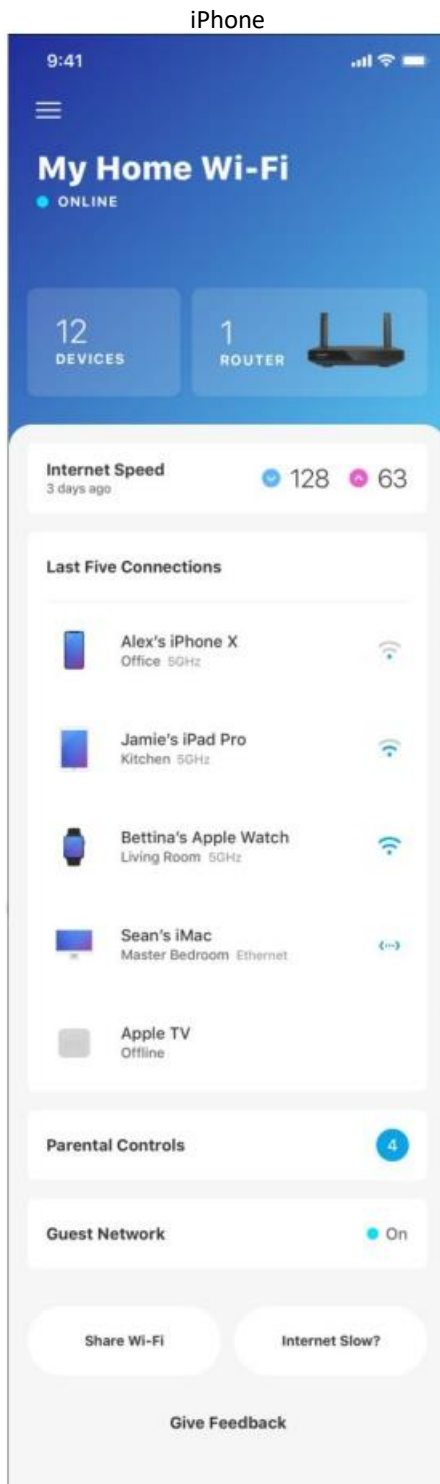 iPhone
9:41
My Home Wi-Fi
ONLINE
12
DEVICES
1
ROUTER
Internet Speed
3 days ago
128
63
Last Five Connections
Alex's iPhone X
Office 5GHz
Jamie's iPad Pro
Kitchen 5GHz
Bettina's Apple Watch
Living Room 5GHz
Sean's iMac
Master Bedroom Ethernet
Apple TV
Offline
Parental Controls
4
Guest Network
On
Share Wi-Fi
Internet Slow?
Give Feedback